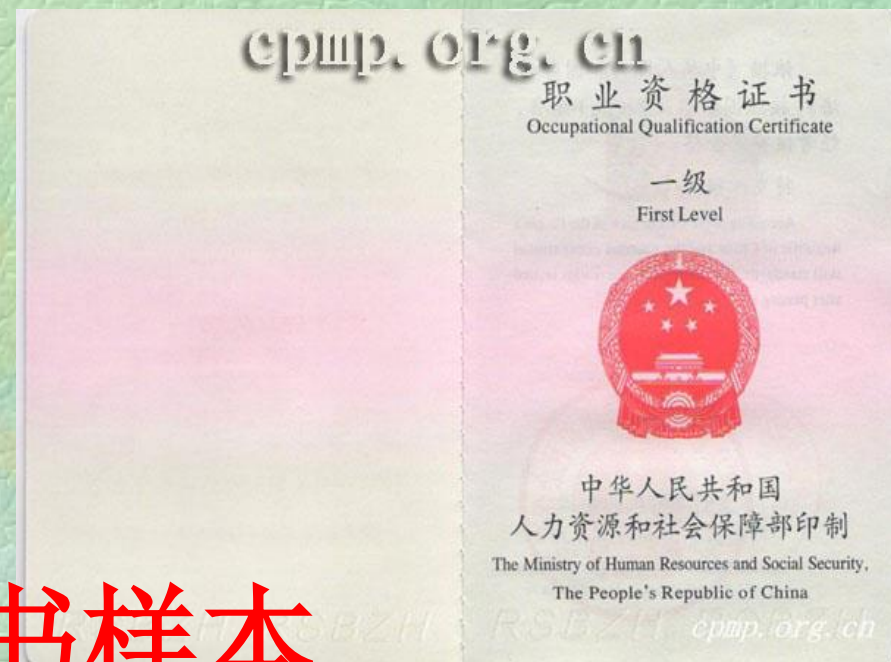 cpmp. org. cn
职业资格证书
Occupational Qualification Certificate
一级
First Level
中华人民共和国
人力资源和社会保障部印制
The Ministry of Human Resources and Social Security,
The People's Republic of China
RSBZH RSBZH
cpmp. org. cn
书样本